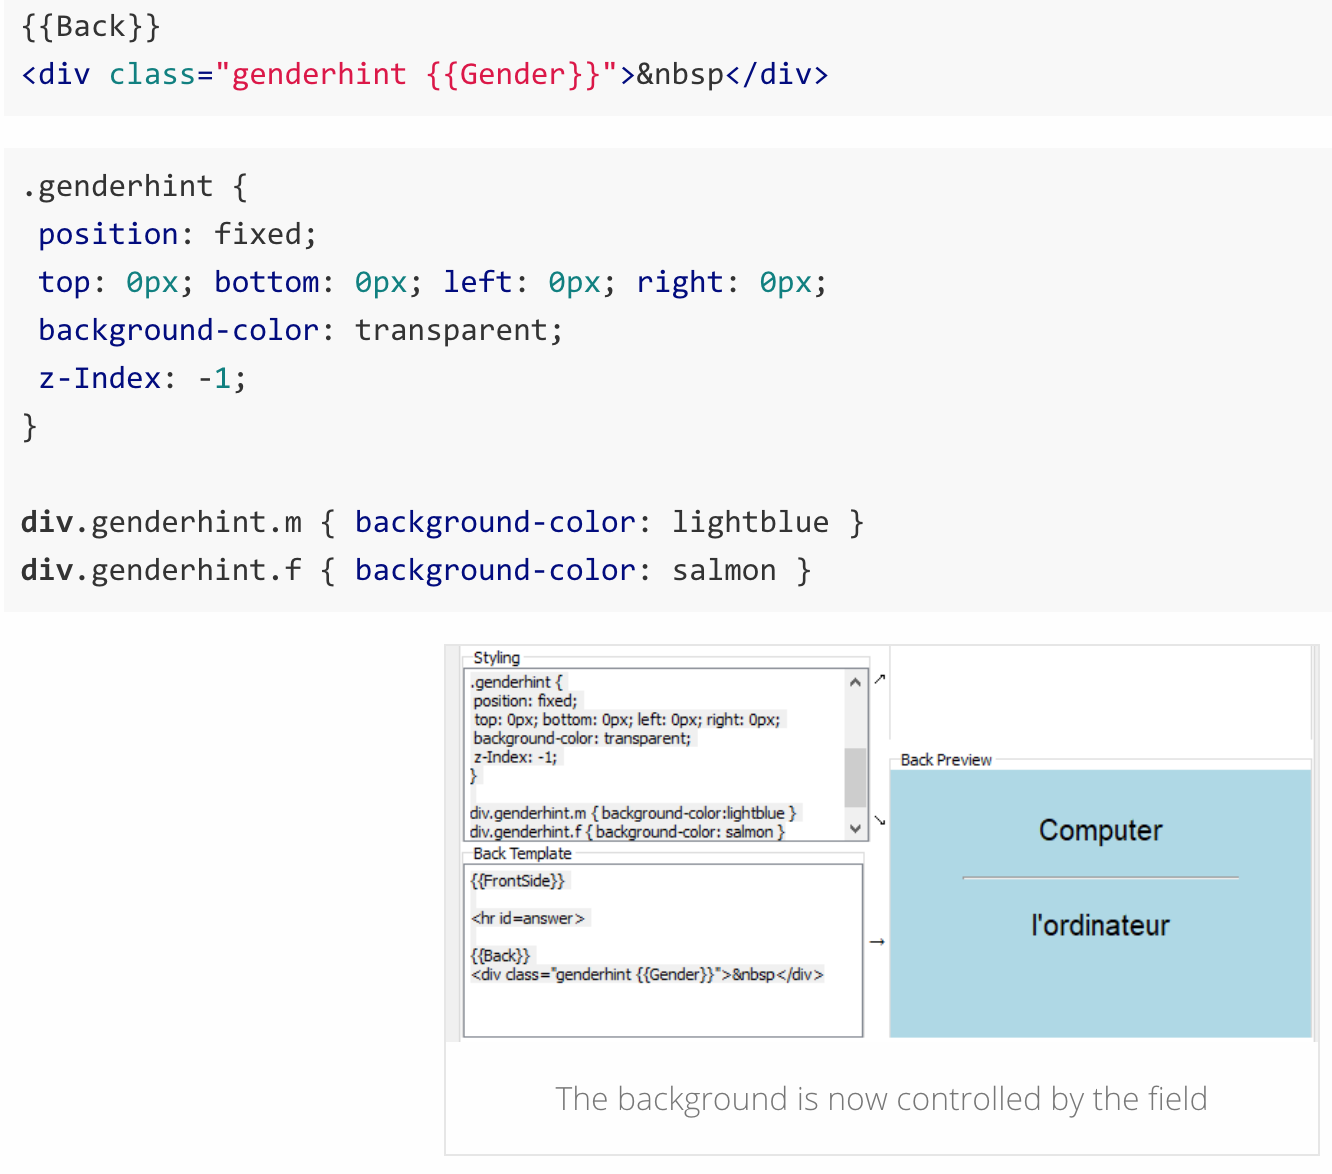 {{Back}}
<div class="genderhint {{Gender}}">&nbsp</div>
.genderhint {
position: fixed;
top: 0px; bottom: 0px; left: 0px; right: 0px;
background-color: transparent;
z-Index: -1;
}
div.genderhint.m { background-color: lightblue }
div.genderhint.f { background-color: salmon }
Styling
.genderhint {
position: fixed;
top: 0px; bottom: 0px; left: 0px; right: 0px;
background-color: transparent;
z-Index: -1;
}
div.genderhint.m { background-color:lightblue }
div.genderhint.f { background-color: salmon }
Back Template
{{FrontSide}}
<hr id=answer>
{{Back}}
<div class="genderhint {{Gender}}">&nbsp</div>
Back Preview
Computer
l'ordinateur
The background is now controlled by the field